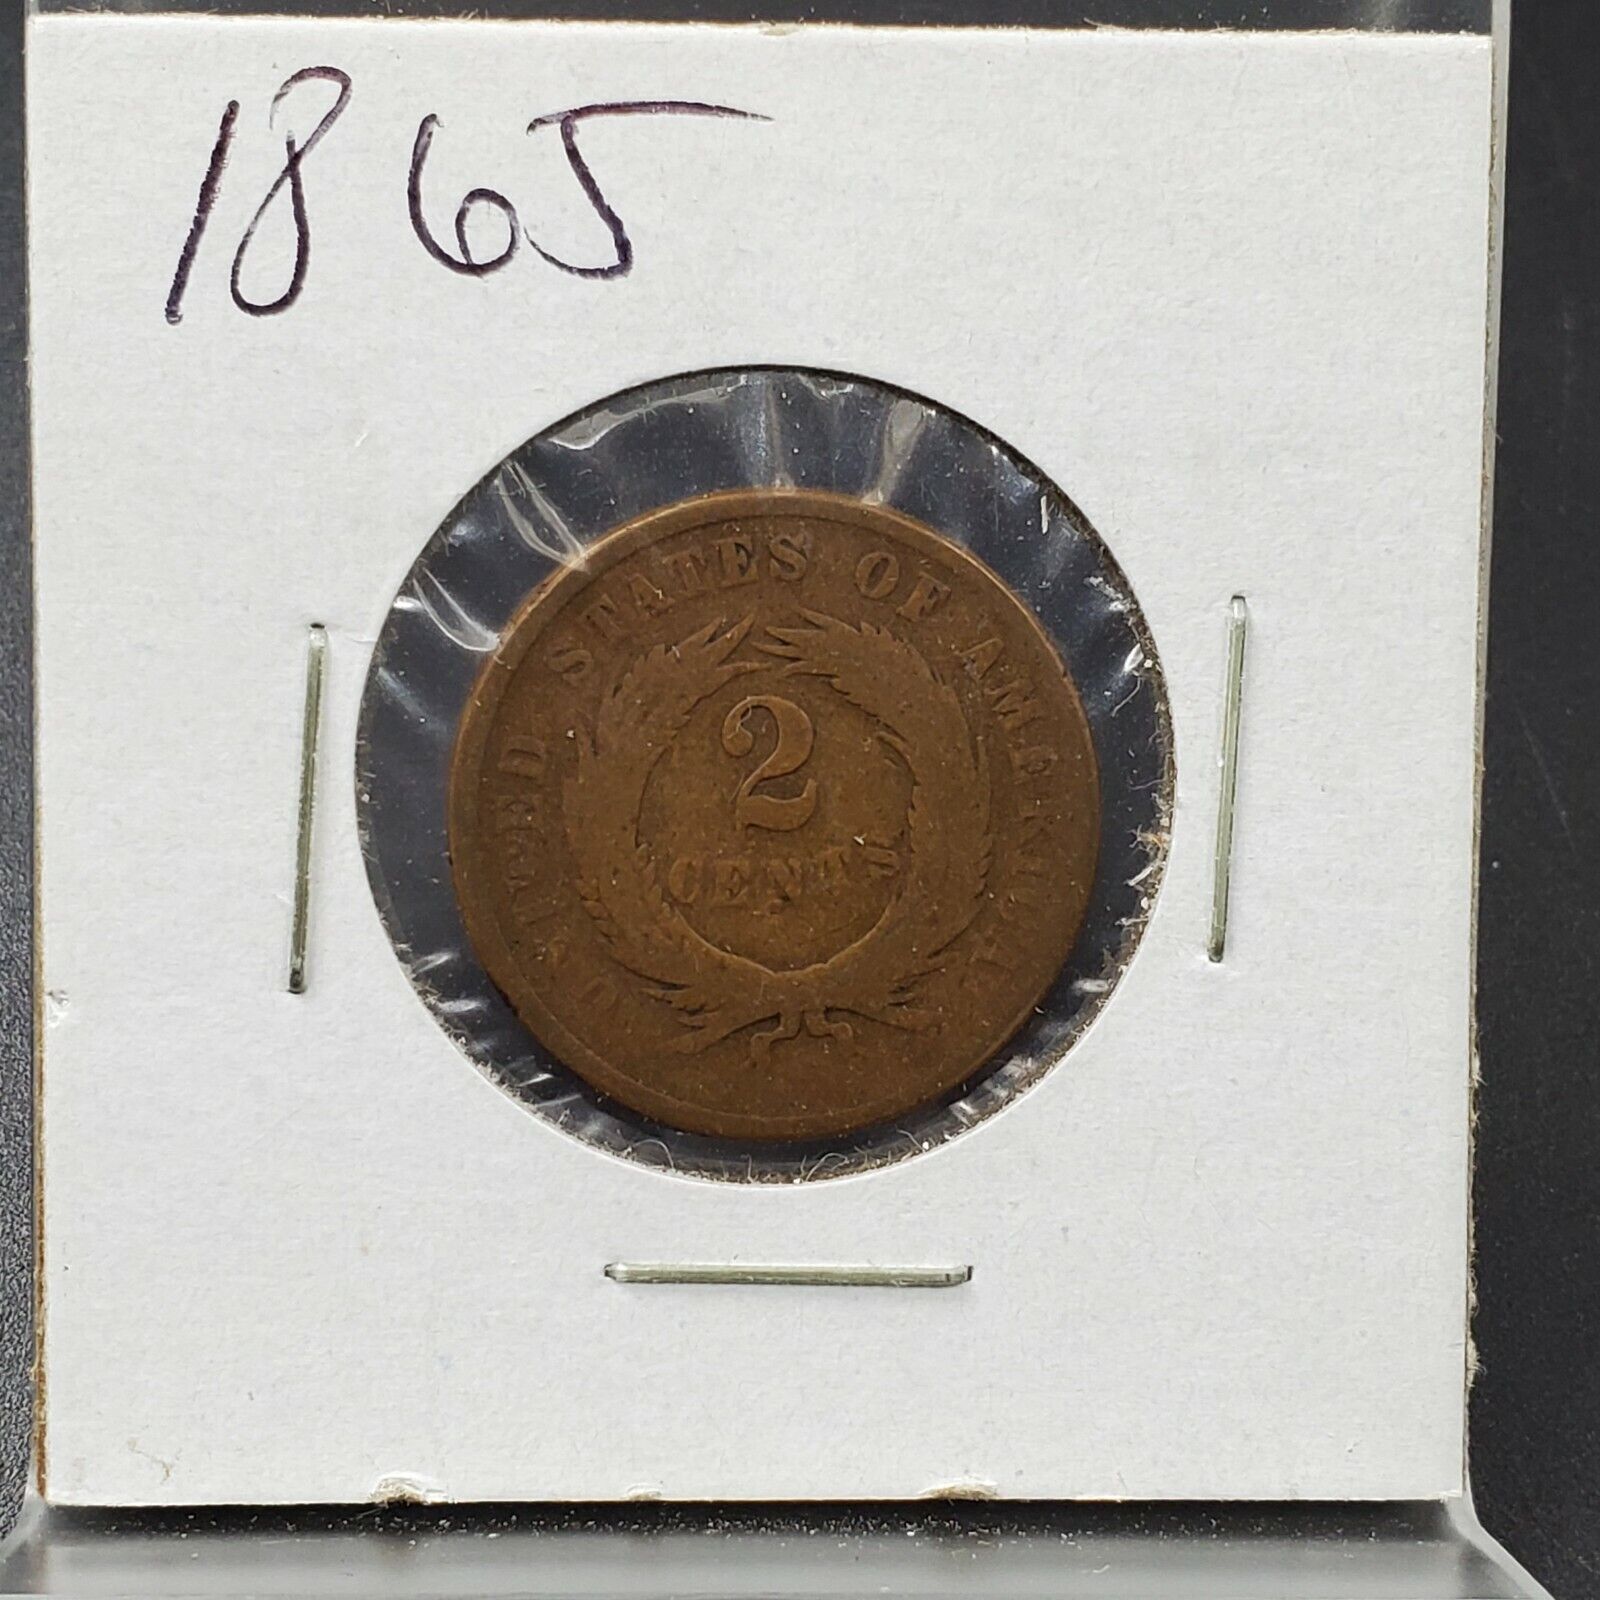 1865
UNITED STATES OF AMERICA
2
CENTS